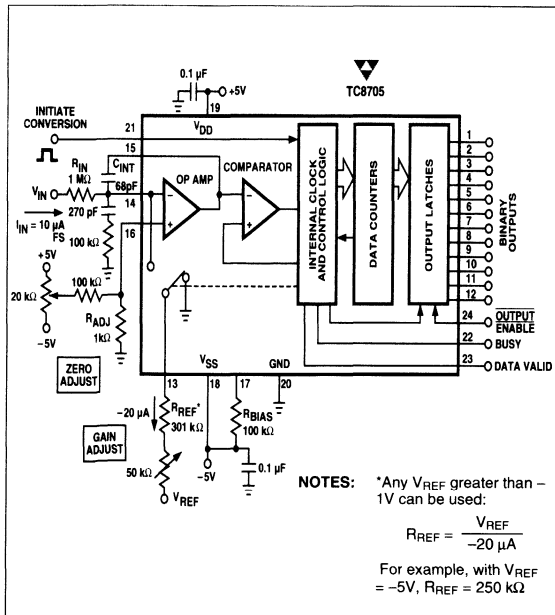 0.1 µF
+5V
19
TC8705
INITIATE
CONVERSION
21
VDD
15
RIN
1 MΩ
CINT
68pF
OP AMP
COMPARATOR
VIN
14
270 pF
IIN = 10 µA
FS
16
100 kΩ
+5V
100 kΩ
20 kΩ
–5V
RADJ
1kΩ
ZERO
ADJUST
INTERNAL CLOCK
AND CONTROL LOGIC
DATA COUNTERS
OUTPUT LATCHES
1
2
3
4
5
6
7
8
9
10
11
12
BINARY
OUTPUTS
24
OUTPUT
ENABLE
22
BUSY
23
DATA VALID
VSS
GND
13
18
17
20
–20 µA
RREF*
301 kΩ
RBIAS
100 kΩ
GAIN
ADJUST
50 kΩ
–5V
0.1 µF
VREF
NOTES: *Any VREF greater than –
1V can be used:
RREF = VREF
–20 µA
For example, with VREF
= –5V, RREF = 250 kΩ